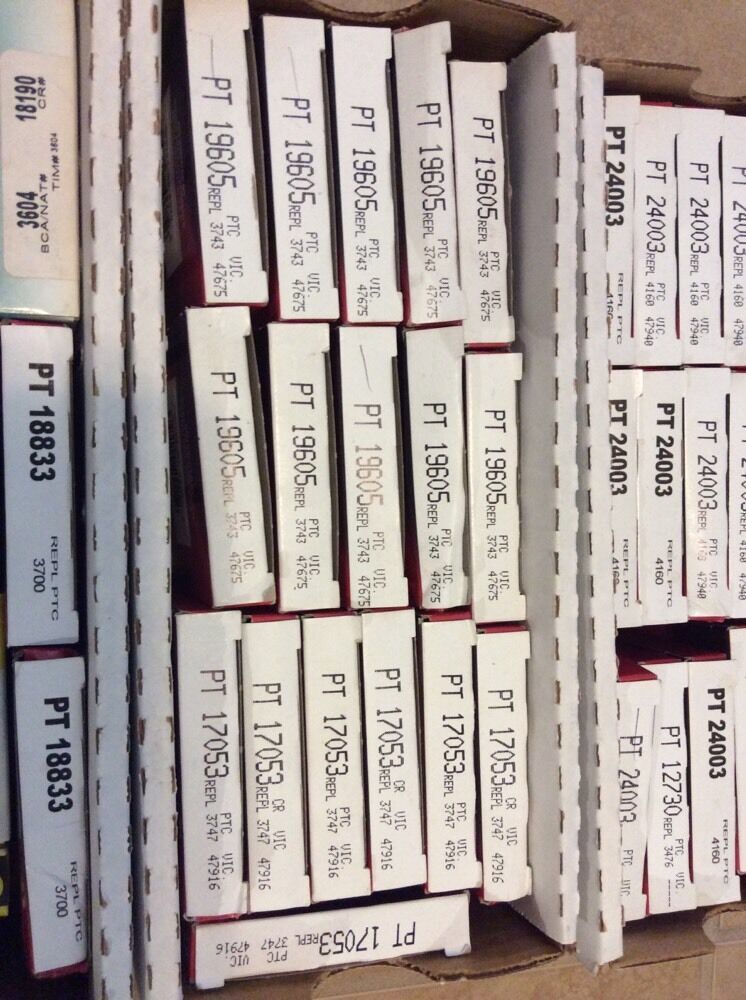 3604 18190
BCA/NAT# CR#
TIM# 3604
PT 18833
REPL PTC
3700
PT 18833
REPL PTC
3700
PT 19605 PTC VIC.
REPL 3743 47675
PT 19605 PTC VIC.
REPL 3743 47675
PT 19605 PTC VIC.
REPL 3743 47675
PT 19605 PTC VIC.
REPL 3743 47675
PT 19605 PTC VIC.
REPL 3743 47675
PT 19605 PTC VIC.
REPL 3743 47675
PT 19605 PTC VIC.
REPL 3743 47675
PT 19605 PTC VIC.
REPL 3743 47675
PT 19605 PTC VIC.
REPL 3743 47675
PT 19605 PTC VIC.
REPL 3743 47675
PT 17053 PTC VIC.
REPL 3747 47916
PT 17053 CR VIC
REPL 3747 47916
PT 17053 PTC VIC.
REPL 3747 47916
PT 17053 CR VIC
REPL 3747 47916
PT 17053 PTC VIC.
REPL 3747 47916
PT 17053 CR VIC
REPL 3747 47916
PT 17053 PTC VIC.
REPL 3747 47916
PT 24003
REPL PTC
4160
PT 24003 PTC VIC.
REPL 4160 47940
PT 24003 PTC VIC.
REPL 4160 47940
PT 24003
REPL 4160
PT 24003
REPL PTC
4160
PT 24003
REPL PTC
4160
PT 24003 PTC VIC.
REPL 4160 47940
REPL 4160 47940
PT 24003 PTC VIC.
PT 12730 PTC VIC.
REPL 3476 -----
PT 24003
REPL PTC
4160